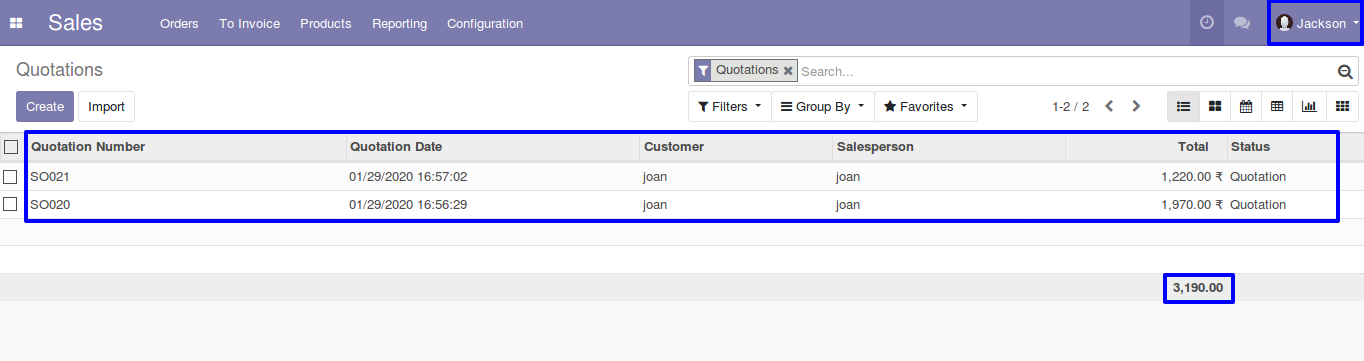 Sales Orders To Invoice Products Reporting Configuration Jackson
Quotations Quotations Search...
Create Import Filters Group By Favorites 1-2 / 2
Quotation Number Quotation Date Customer Salesperson Total Status
SO021 01/29/2020 16:57:02 joan joan 1,220.00 ₹ Quotation
SO020 01/29/2020 16:56:29 joan joan 1,970.00 ₹ Quotation
3,190.00